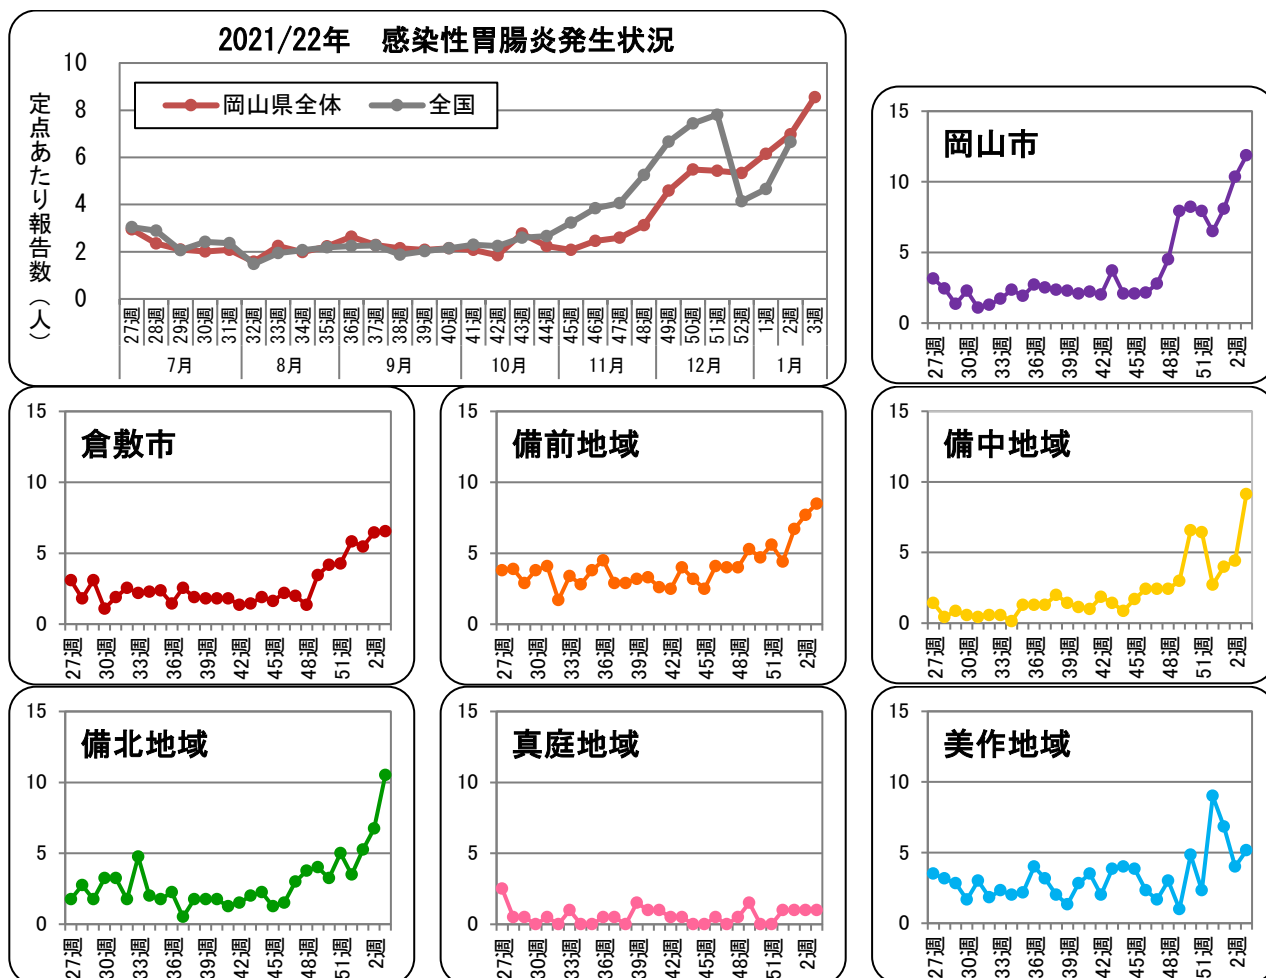 2021/22年　感染性胃腸炎発生状況
定点あたり報告数（人）
岡山県全体 全国
10
8
6
4
2
0
27週 28週 29週 30週 31週 32週 33週 34週 35週 36週 37週 38週 39週 40週 41週 42週 43週 44週 45週 46週 47週 48週 49週 50週 51週 52週 1週 2週 3週
7月 8月 9月 10月 11月 12月 1月
岡山市
15
10
5
0
27週 30週 33週 36週 39週 42週 45週 48週 51週 2週
倉敷市
15
10
5
0
27週 30週 33週 36週 39週 42週 45週 48週 51週 2週
備前地域
15
10
5
0
27週 30週 33週 36週 39週 42週 45週 48週 51週 2週
備中地域
15
10
5
0
27週 30週 33週 36週 39週 42週 45週 48週 51週 2週
備北地域
15
10
5
0
27週 30週 33週 36週 39週 42週 45週 48週 51週 2週
真庭地域
15
10
5
0
27週 30週 33週 36週 39週 42週 45週 48週 51週 2週
美作地域
15
10
5
0
27週 30週 33週 36週 39週 42週 45週 48週 51週 2週